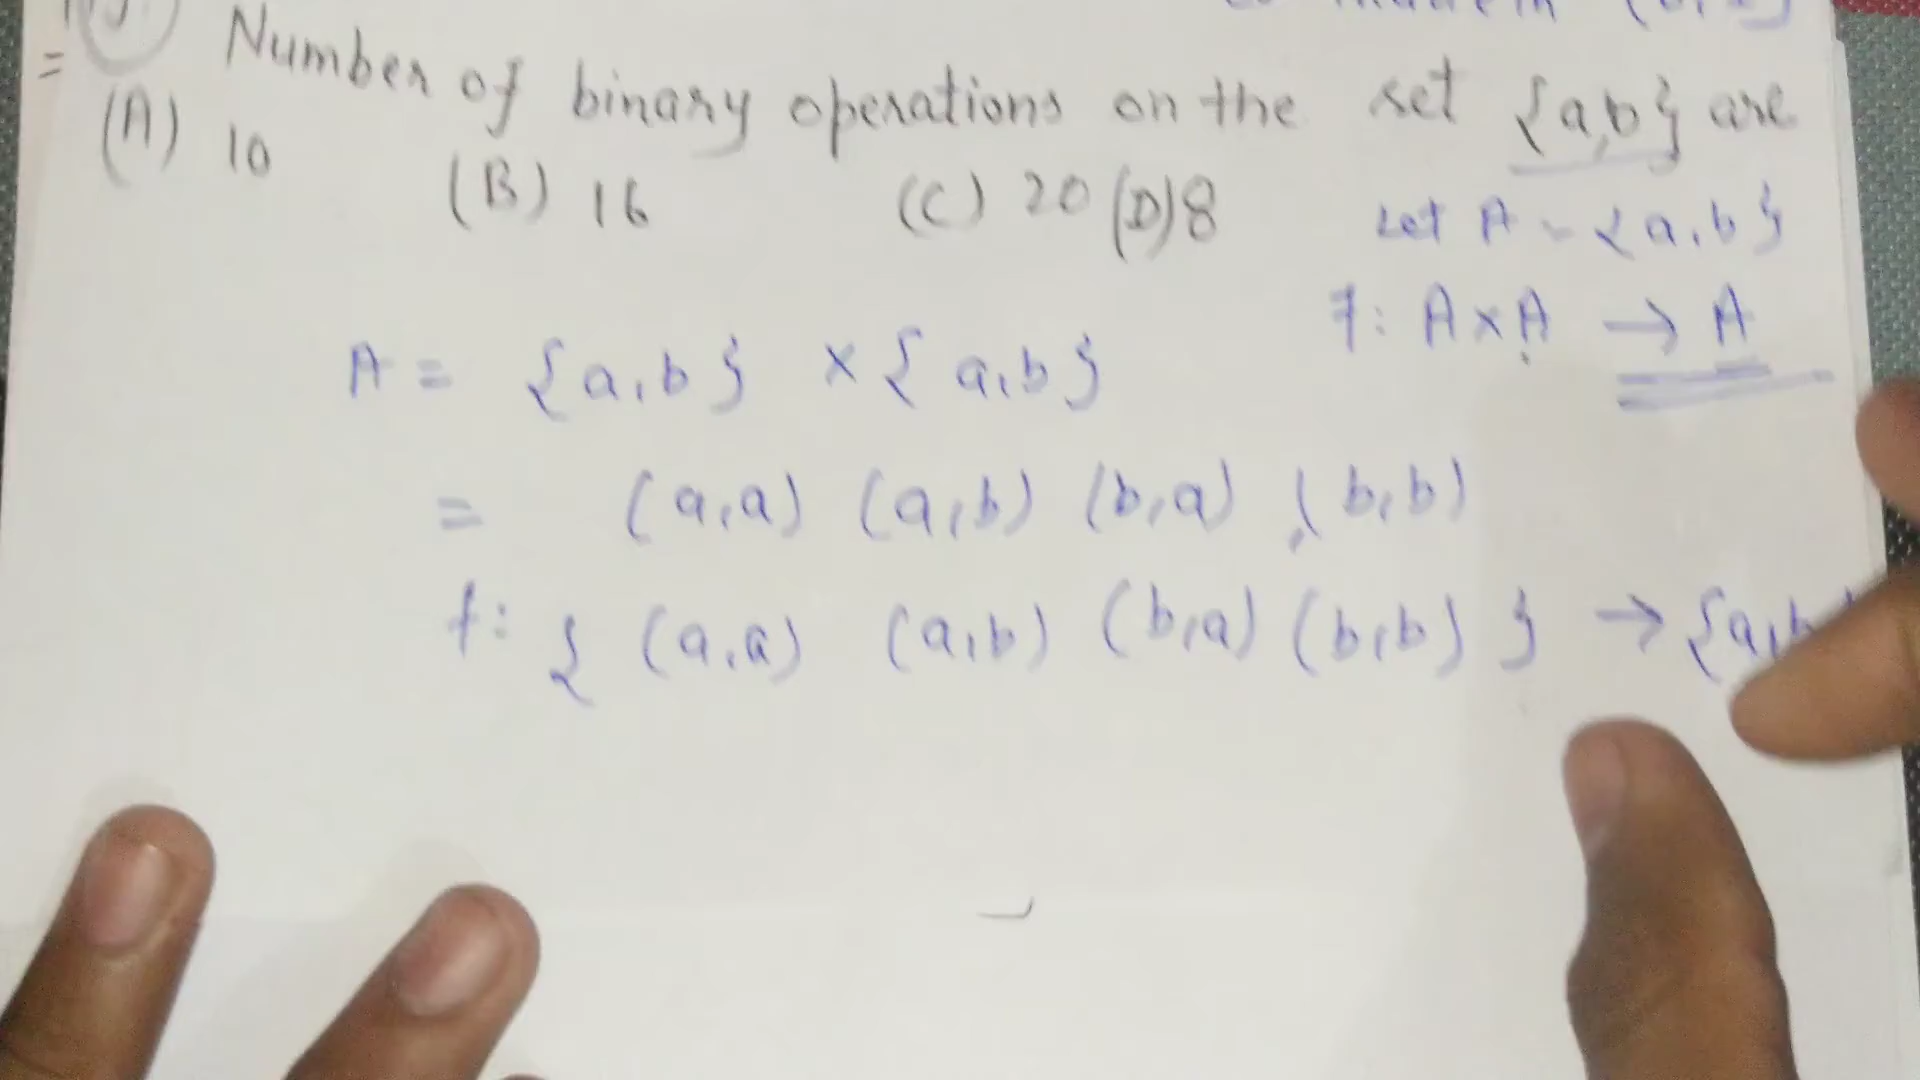 Number of binary operations on the set {a,b} are
(A) 10 (B) 16 (C) 20 (D) 8
Let A = {a,b}
f: A×A → A
A = {a,b} × {a,b}
= (a,a) (a,b) (b,a) , (b,b)
f: { (a,a) (a,b) (b,a) (b,b) } → {a,b